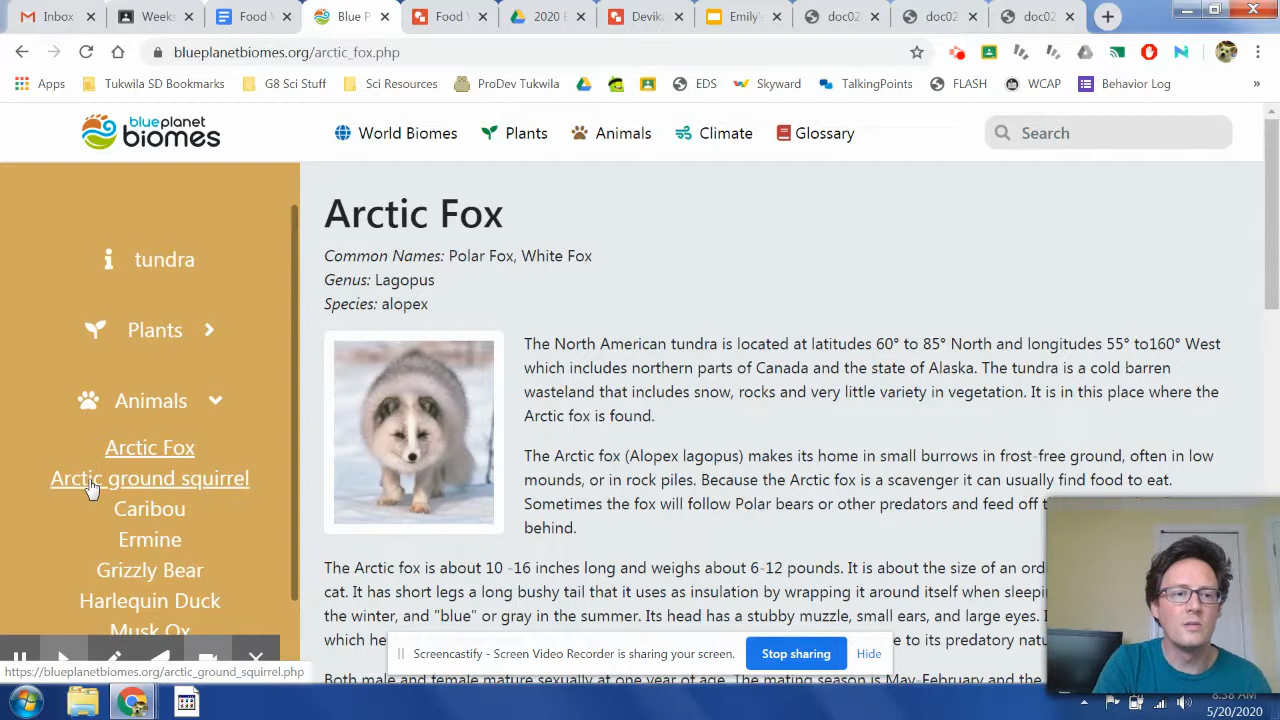 Inbox
Week
Food
Blue P
Food
202
Devik
Emily's
doc02
doc02
doc02
blueplanetbiomes.org/arctic_fox.php
Apps
Tukwila SD Bookmarks
G8 Sci Stuff
Sci Resources
ProDev Tukwila
EDS
Skyward
TalkingPoints
FLASH
WCAP
Behavior Log
»
blueplanet
biomes
World Biomes
Plants
Animals
Climate
Glossary
Search
tundra
Plants
Animals
Arctic Fox
Arctic ground squirrel
Caribou
Ermine
Grizzly Bear
Harlequin Duck
Musk Ox
Arctic Fox
Common Names: Polar Fox, White Fox
Genus: Lagopus
Species: alopex
The North American tundra is located at latitudes 60° to 85° North and longitudes 55° to160° West
which includes northern parts of Canada and the state of Alaska. The tundra is a cold barren
wasteland that includes snow, rocks and very little variety in vegetation. It is in this place where the
Arctic fox is found.
The Arctic fox (Alopex lagopus) makes its home in small burrows in frost-free ground, often in low
mounds, or in rock piles. Because the Arctic fox is a scavenger it can usually find food to eat.
Sometimes the fox will follow Polar bears or other predators and feed off
behind.
The Arctic fox is about 10 -16 inches long and weighs about 6-12 pounds. It is about the size of an
cat. It has short legs a long bushy tail that it uses as insulation by wrapping it around itself when
the winter, and "blue" or gray in the summer. Its head has a stubby muzzle, small ears, and large eyes.
which
to its predatory
Both male and female mature sexually at one year of age. The mating season is May-February and the
Screencastify - Screen Video Recorder is sharing your screen.
Stop sharing
Hide
https://blueplanetbiomes.org/arctic_ground_squirrel.php
8:58 AM
5/20/2020